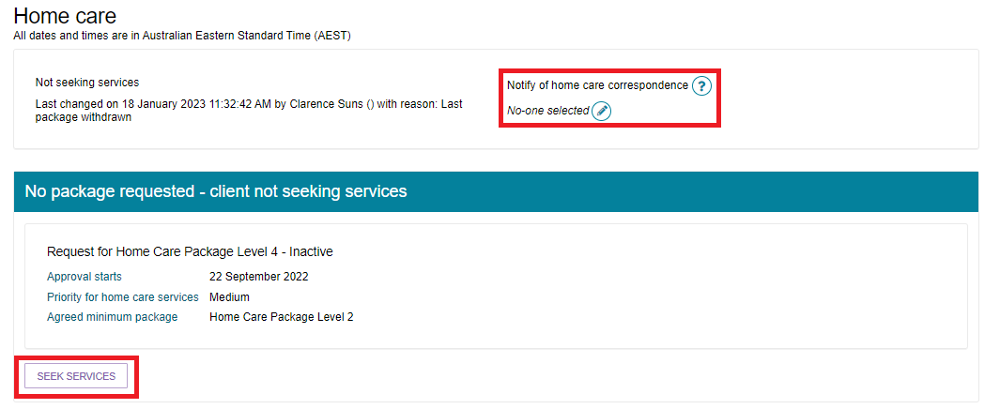 Home care
All dates and times are in Australian Eastern Standard Time (AEST)
Not seeking services
Last changed on 18 January 2023 11:32:42 AM by Clarence Suns () with reason: Last
package withdrawn
Notify of home care correspondence ?
No-one selected
No package requested - client not seeking services
Request for Home Care Package Level 4 - Inactive
Approval starts 22 September 2022
Priority for home care services Medium
Agreed minimum package Home Care Package Level 2
SEEK SERVICES